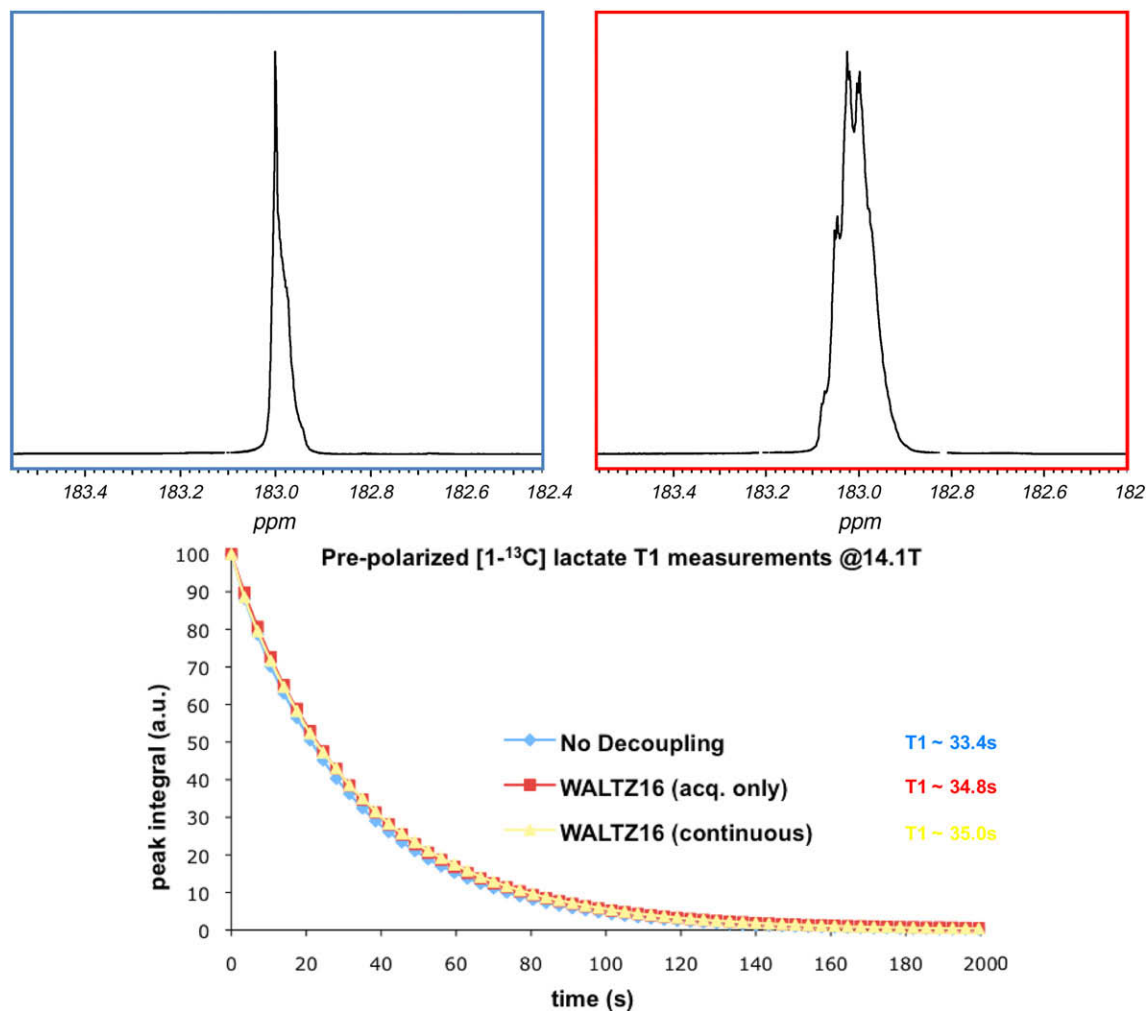 183.4 183.2 183.0 182.8 182.6 182.4
ppm
183.4 183.2 183.0 182.8 182.6 182
ppm
Pre-polarized [1-¹³C] lactate T1 measurements @14.1T
100
90
80
70
60
50
40
30
20
10
0
peak integral (a.u.)
No Decoupling T1 ~ 33.4s
WALTZ16 (acq. only) T1 ~ 34.8s
WALTZ16 (continuous) T1 ~ 35.0s
0 20 40 60 80 100 120 140 160 180 2000
time (s)